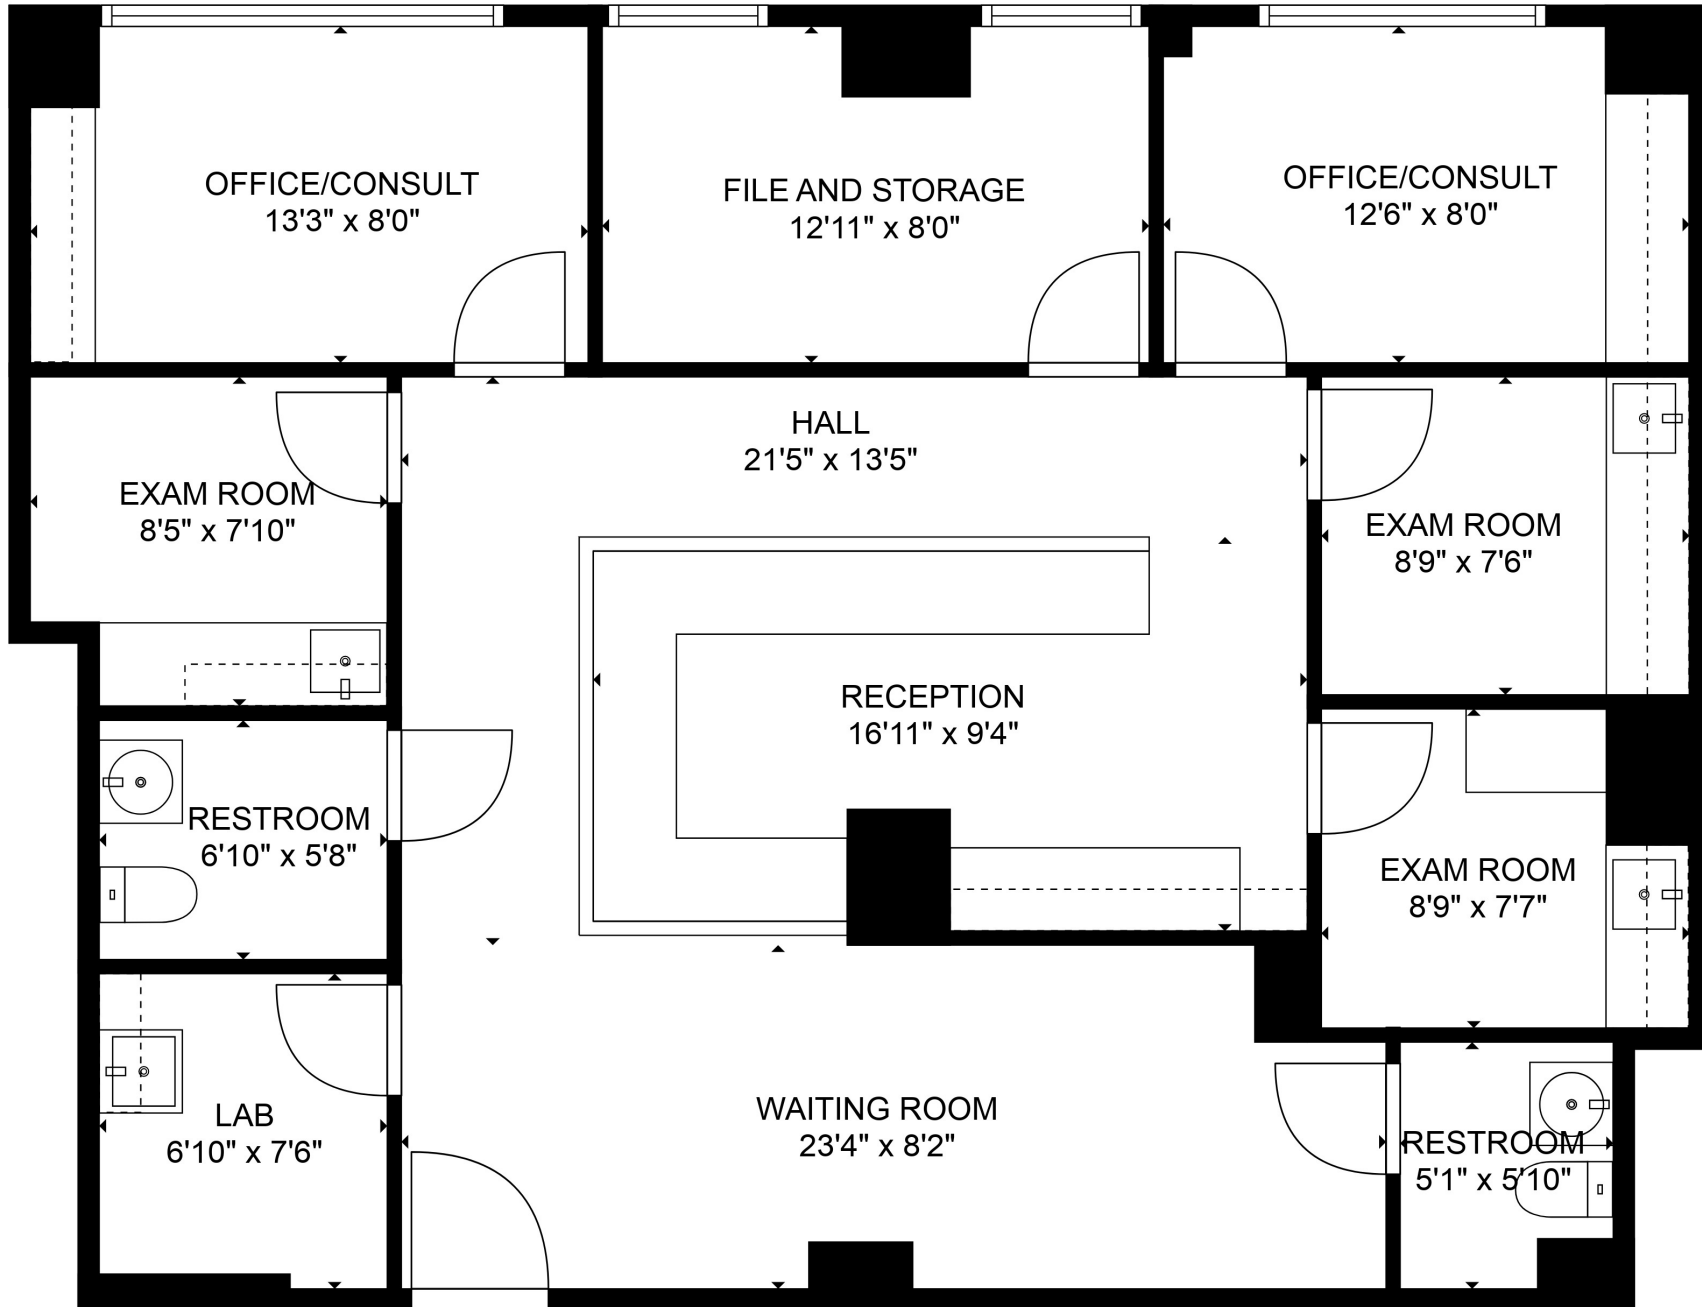 OFFICE/CONSULT
13'3" x 8'0"
FILE AND STORAGE
12'11" x 8'0"
OFFICE/CONSULT
12'6" x 8'0"
HALL
21'5" x 13'5"
EXAM ROOM
8'5" x 7'10"
EXAM ROOM
8'9" x 7'6"
RECEPTION
16'11" x 9'4"
RESTROOM
6'10" x 5'8"
EXAM ROOM
8'9" x 7'7"
LAB
6'10" x 7'6"
WAITING ROOM
23'4" x 8'2"
RESTROOM
5'1" x 5'10"